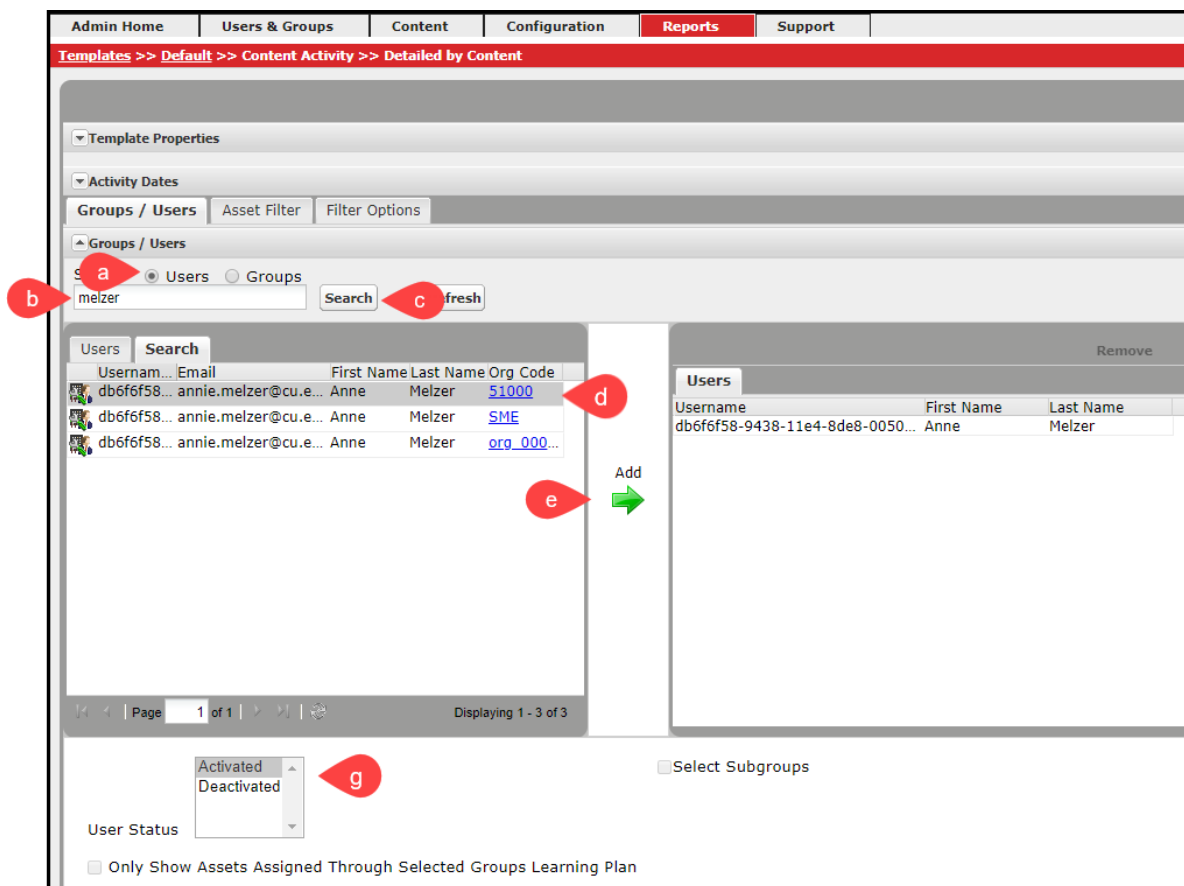 Admin Home Users & Groups Content Configuration Reports Support
Templates >> Default >> Content Activity >> Detailed by Content
Template Properties
Activity Dates
Groups / Users Asset Filter Filter Options
Groups / Users
a Users Groups
b melzer Search c fresh
Users Search
Usernam... Email First Name Last Name Org Code
db6f6f58... annie.melzer@cu.e... Anne Melzer 51000
db6f6f58... annie.melzer@cu.e... Anne Melzer SME
db6f6f58... annie.melzer@cu.e... Anne Melzer org_000...
d
Add
e
Remove
Users
Username First Name Last Name
db6f6f58-9438-11e4-8de8-0050... Anne Melzer
Page 1 of 1 Displaying 1 - 3 of 3
Activated
Deactivated
g
User Status
Select Subgroups
Only Show Assets Assigned Through Selected Groups Learning Plan